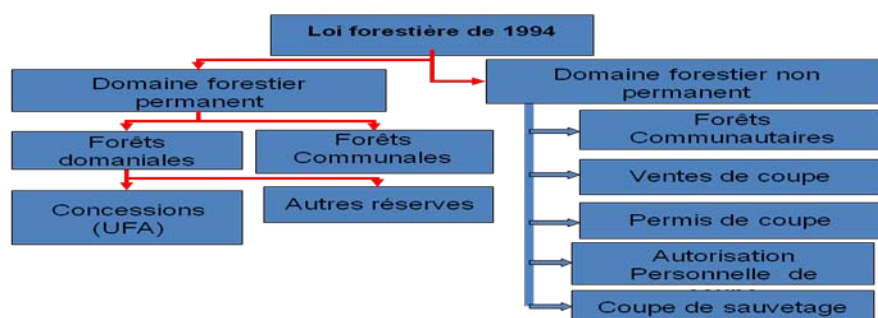 Loi forestière de 1994
Domaine forestier
permanent
Domaine forestier non
permanent
Forêts
domaniales
Forêts
Communales
Concessions
(UFA)
Autres réserves
Forêts
Communautaires
Ventes de coupe
Permis de coupe
Autorisation
Personnelle de
Coupe de sauvetage